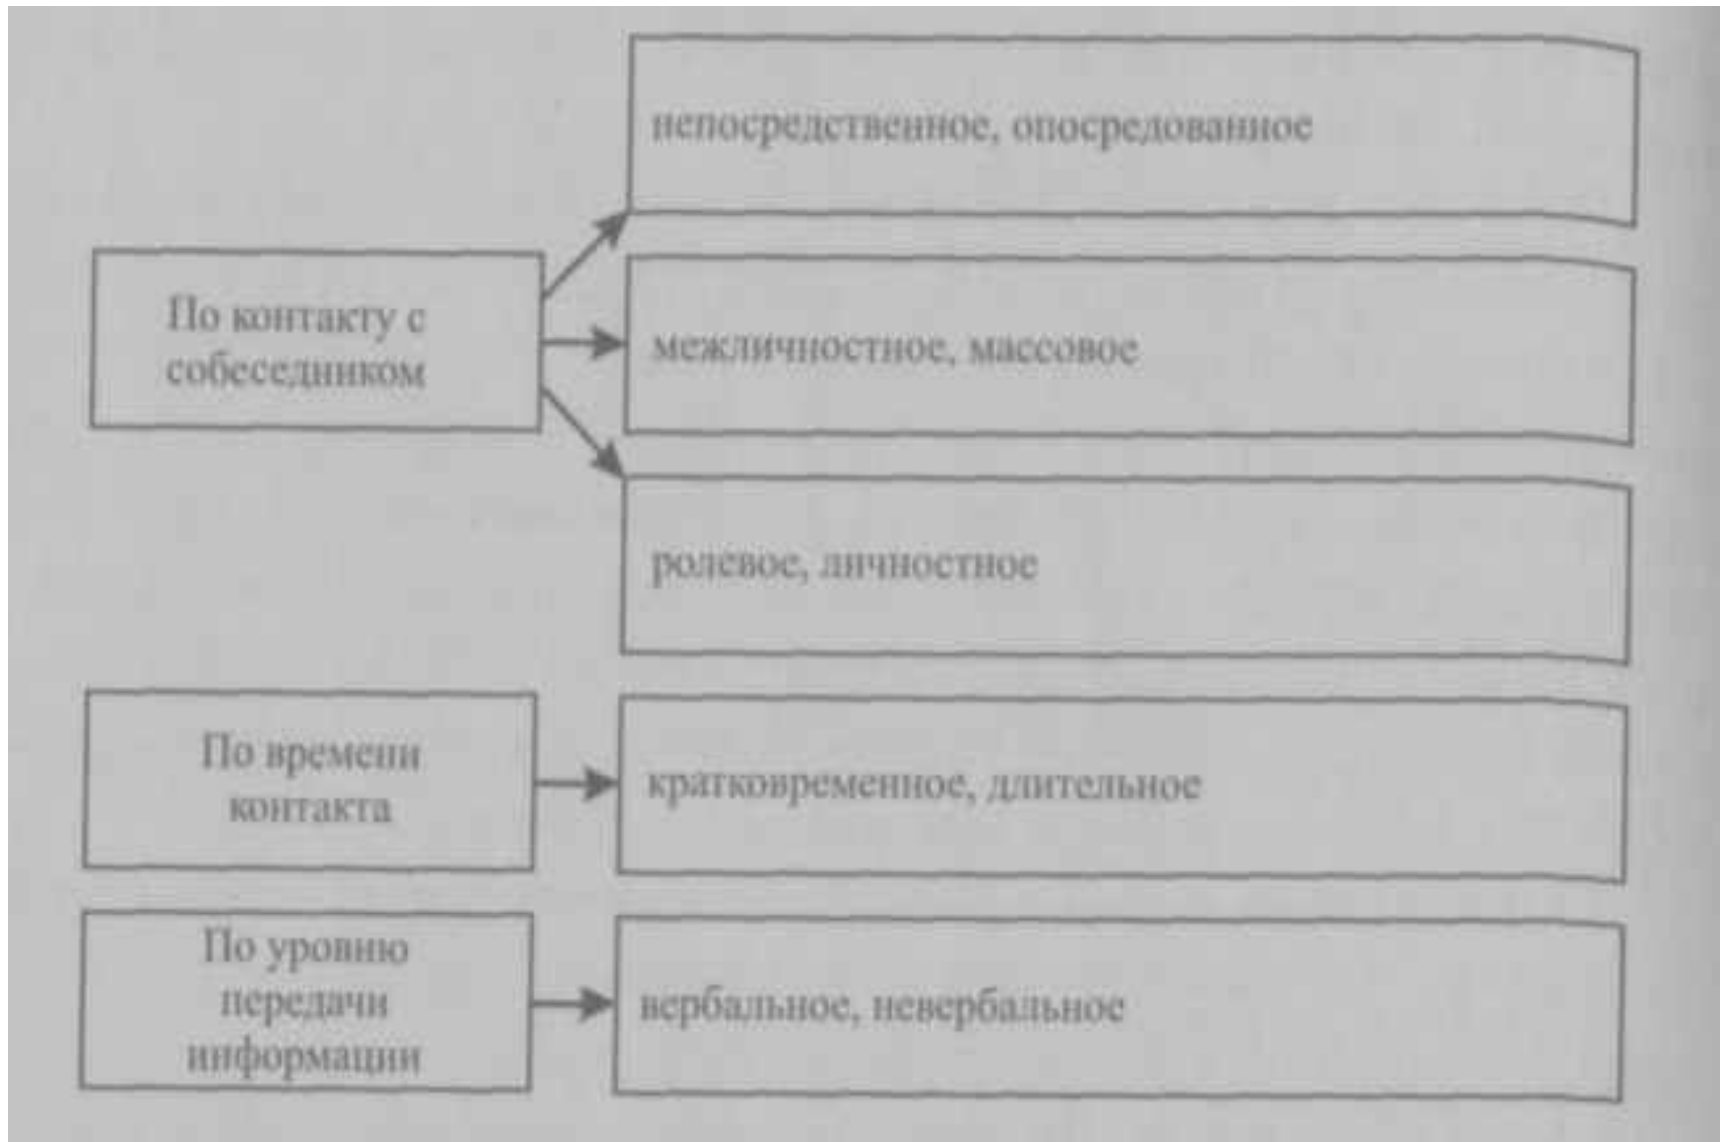 непосредственное, опосредованное
По контакту с
собеседником
межличностное, массовое
ролевое, личностное
По времени
контакта
кратковременное, длительное
По уровню
передачи
информации
вербальное, невербальное